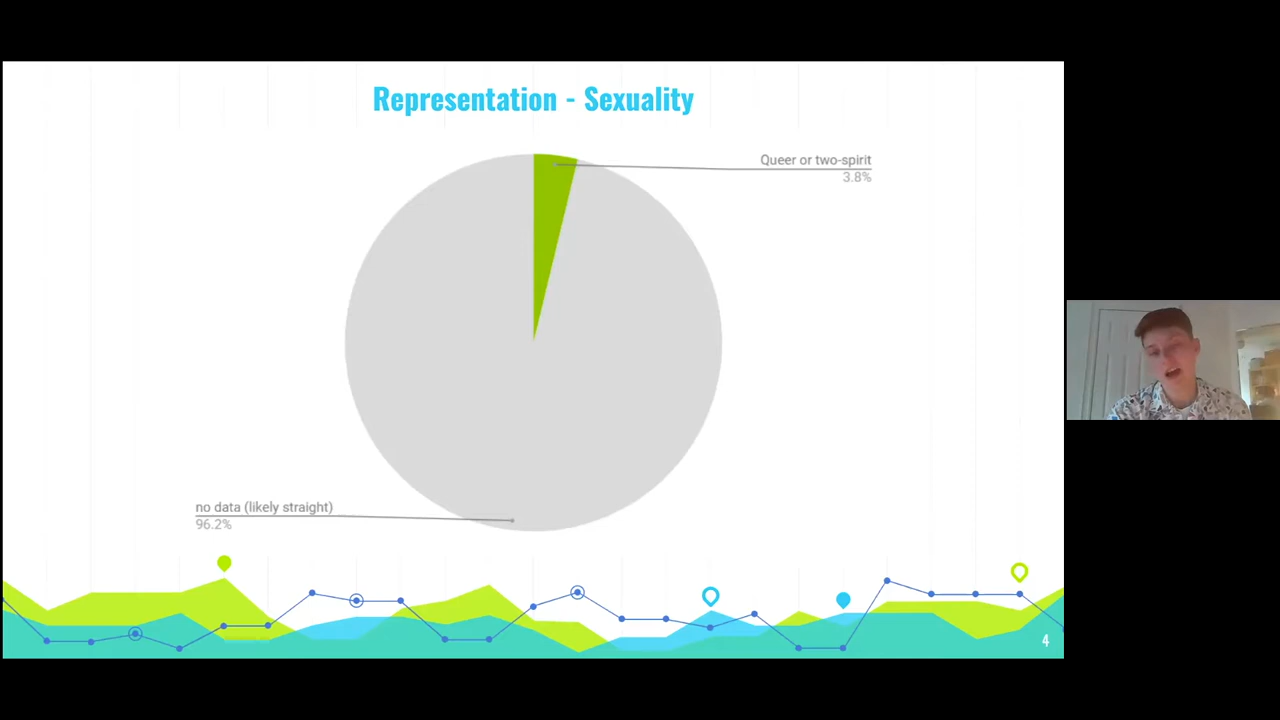 Representation - Sexuality
Queer or two-spirit
3.8%
no data (likely straight)
96.2%
4